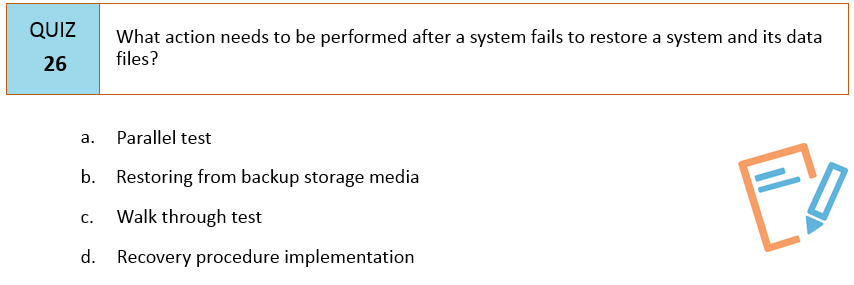 QUIZ
26
What action needs to be performed after a system fails to restore a system and its data
files?
a. Parallel test
b. Restoring from backup storage media
c. Walk through test
d. Recovery procedure implementation